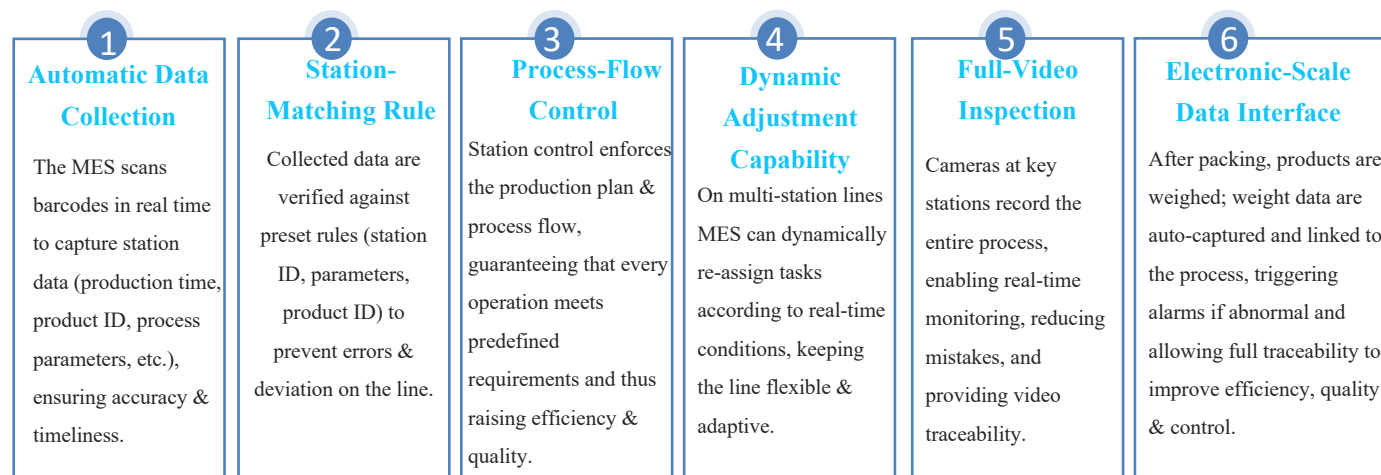 1
Automatic Data
Collection
The MES scans
barcodes in real time
to capture station
data (production time,
product ID, process
parameters, etc.),
ensuring accuracy &
timeliness.
2
Station-
Matching Rule
Collected data are
verified against
preset rules (station
ID, parameters,
product ID) to
prevent errors &
deviation on the line.
3
Process-Flow
Control
Station control enforces
the production plan &
process flow,
guaranteeing that every
operation meets
predefined
requirements and thus
raising efficiency &
quality.
4
Dynamic
Adjustment
Capability
On multi-station lines
MES can dynamically
re-assign tasks
according to real-time
conditions, keeping
the line flexible &
adaptive.
5
Full-Video
Inspection
Cameras at key
stations record the
entire process,
enabling real-time
monitoring, reducing
mistakes, and
providing video
traceability.
6
Electronic-Scale
Data Interface
After packing, products are
weighed; weight data are
auto-captured and linked to
the process, triggering
alarms if abnormal and
allowing full traceability to
improve efficiency, quality
& control.